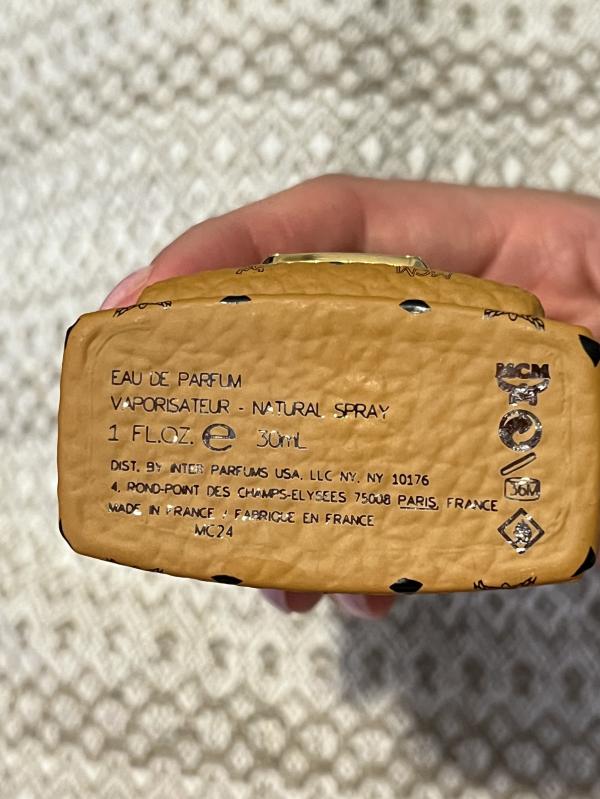 MCM
EAU DE PARFUM
VAPORISATEUR - NATURAL SPRAY
1 FL.OZ. e 30mL
DIST. BY INTER PARFUMS USA, LLC NY, NY 10176
4, ROND-POINT DES CHAMPS-ELYSEES 75008 PARIS, FRANCE
MADE IN FRANCE / FABRIQUE EN FRANCE
MC24
MCM
36M